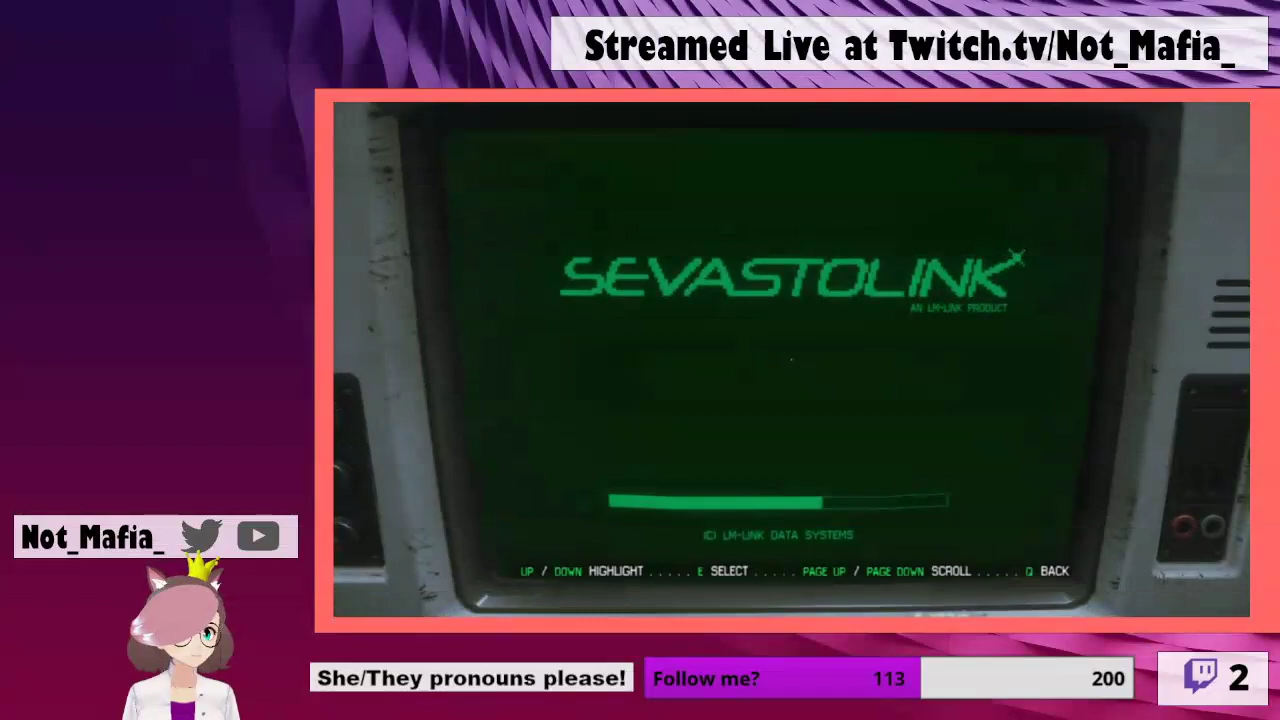 Streamed Live at Twitch.tv/Not_Mafia_
SEVASTOLINK
AN LM-LINK PRODUCT
(C) LM-LINK DATA SYSTEMS
UP / DOWN HIGHLIGHT ..... E SELECT ..... PAGE UP / PAGE DOWN SCROLL ..... Q BACK
Not_Mafia_
She/They pronouns please!
Follow me? 113 200
2